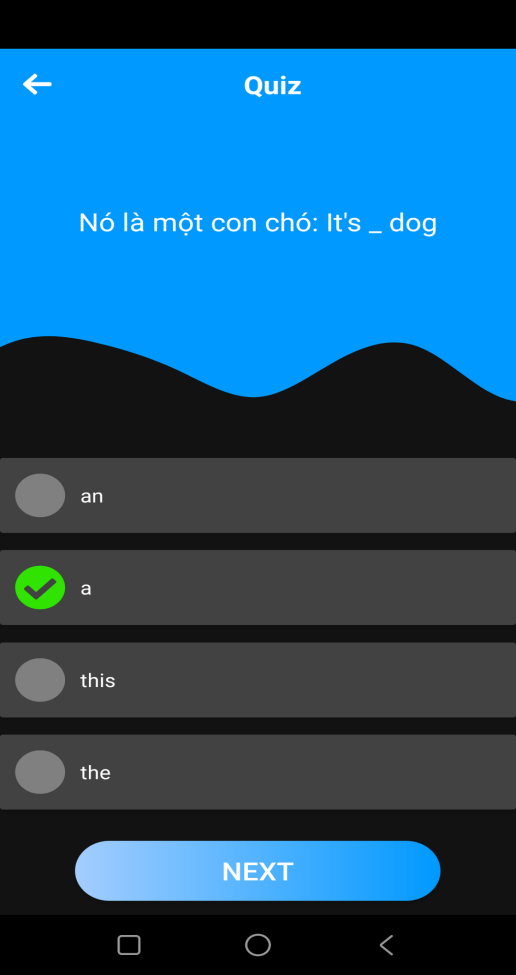 Quiz
Nó là một con chó: It's _ dog
an
a
this
the
NEXT